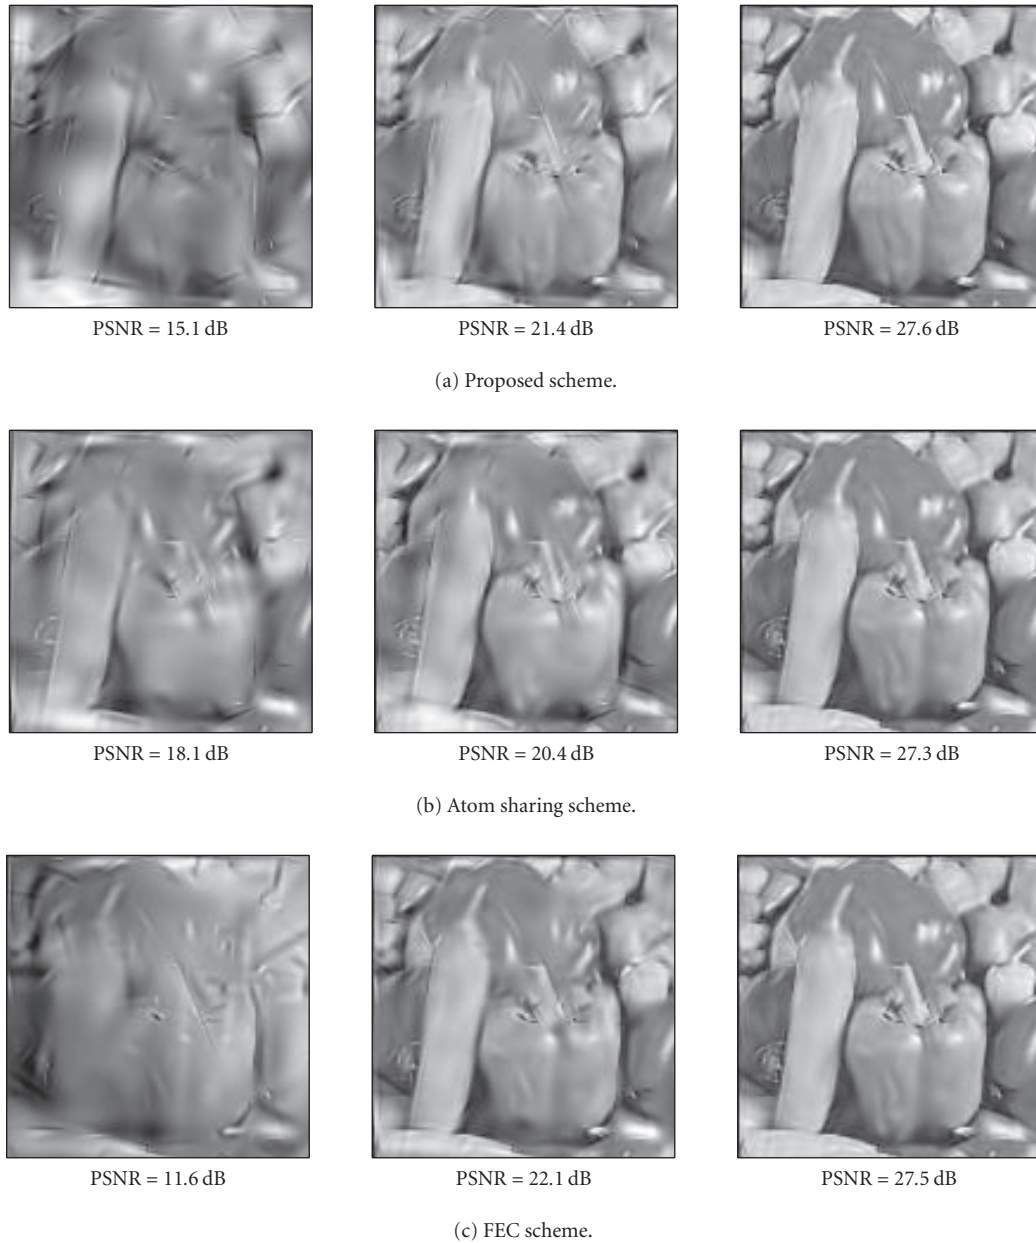 PSNR = 15.1 dB
PSNR = 21.4 dB
PSNR = 27.6 dB
(a) Proposed scheme.
PSNR = 18.1 dB
PSNR = 20.4 dB
PSNR = 27.3 dB
(b) Atom sharing scheme.
PSNR = 11.6 dB
PSNR = 22.1 dB
PSNR = 27.5 dB
(c) FEC scheme.